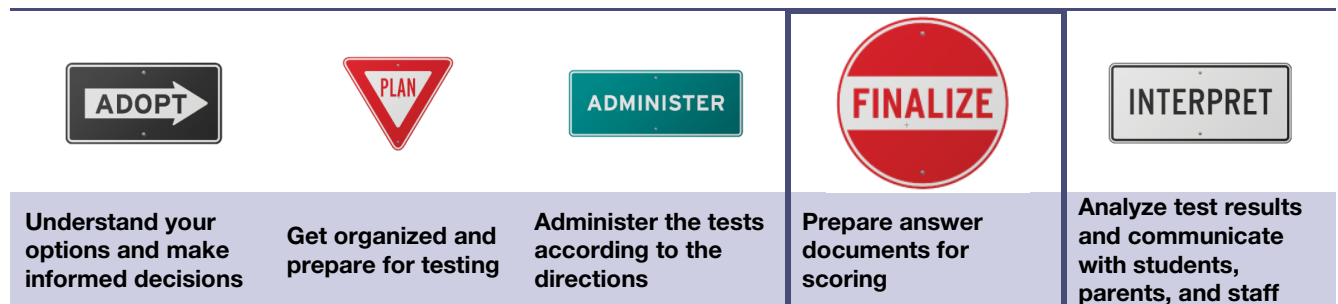 ADOPT
PLAN
ADMINISTER
FINALIZE
INTERPRET
Understand your
options and make
informed decisions
Get organized and
prepare for testing
Administer the tests
according to the
directions
Prepare answer
documents for
scoring
Analyze test results
and communicate
with students,
parents, and staff